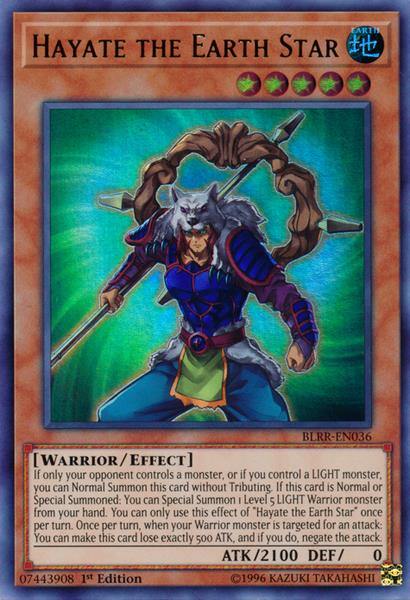 HAYATE THE EARTH STAR
EARTH
地
BLRR-EN036
[WARRIOR/EFFECT]
If only your opponent controls a monster, or if you control a LIGHT monster,
you can Normal Summon this card without Tributing. If this card is Normal or
Special Summoned: You can Special Summon 1 Level 5 LIGHT Warrior monster
from your hand. You can only use this effect of "Hayate the Earth Star" once
per turn. Once per turn, when your Warrior monster is targeted for an attack:
You can make this card lose exactly 500 ATK, and if you do, negate the attack.
ATK/2100 DEF/ 0
07443908 1st Edition ©1996 KAZUKI TAKAHASHI